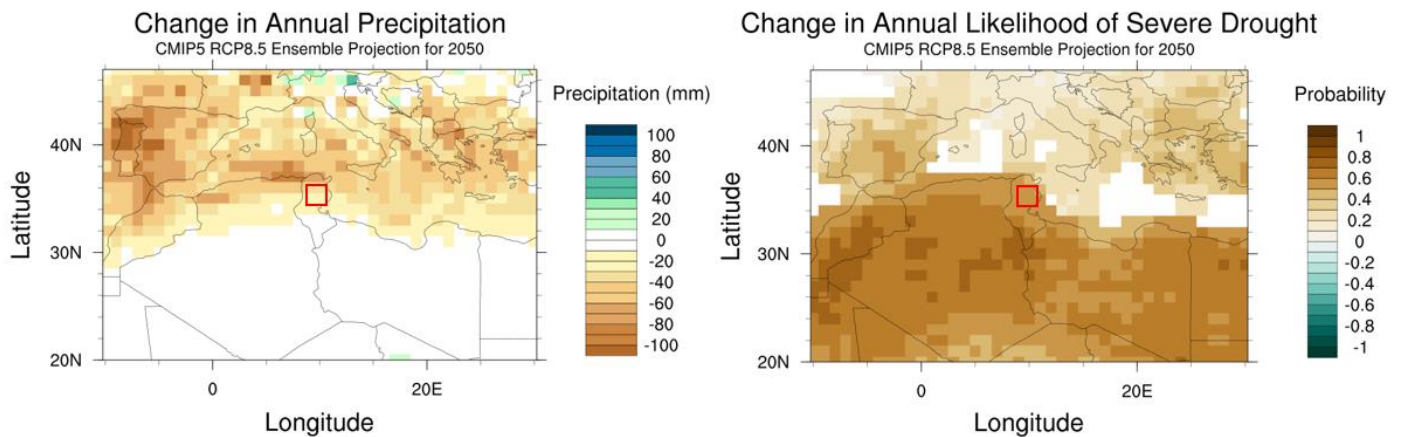 Change in Annual Precipitation
CMIP5 RCP8.5 Ensemble Projection for 2050
Precipitation (mm)
100
80
60
40
20
0
-20
-40
-60
-80
-100
40N
30N
20N
Latitude
0
20E
Longitude
Change in Annual Likelihood of Severe Drought
CMIP5 RCP8.5 Ensemble Projection for 2050
Probability
1
0.8
0.6
0.4
0.2
0
-0.2
-0.4
-0.6
-0.8
-1
40N
30N
20N
Latitude
0
20E
Longitude